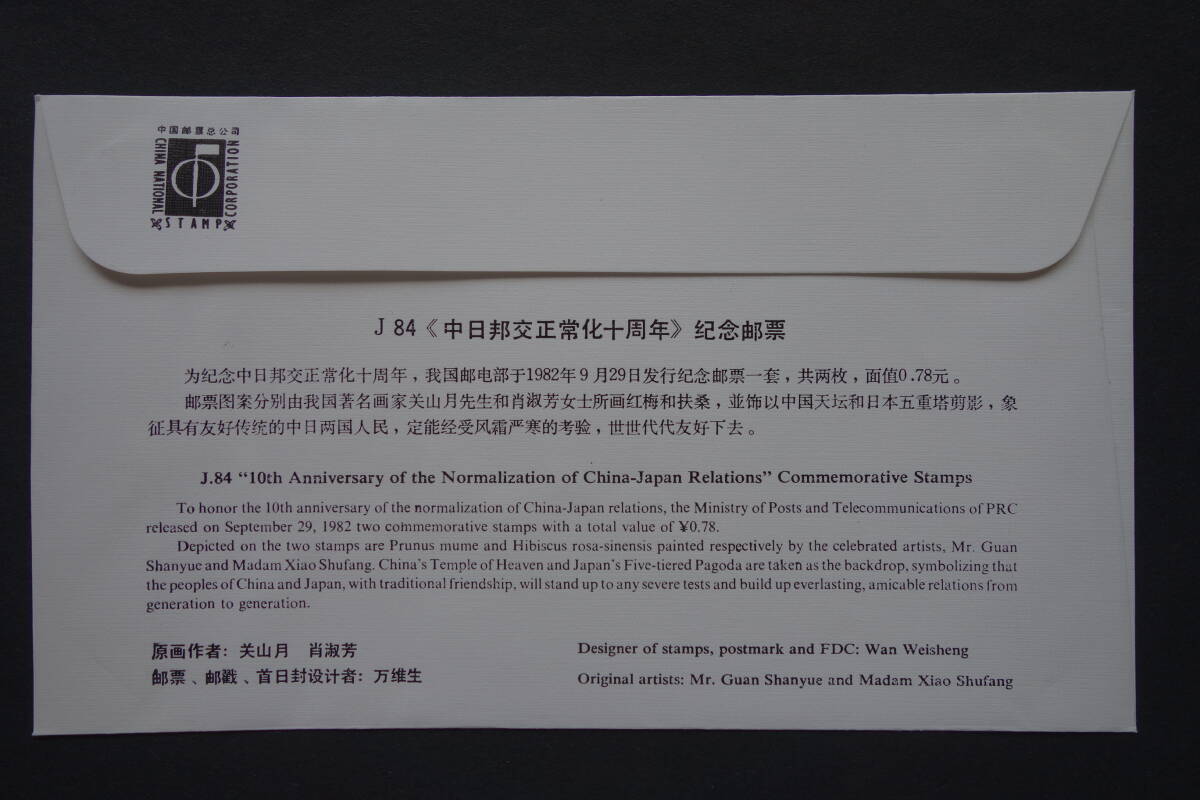 中国邮票总公司
CHINA NATIONAL
STAMP
CORPORATION
J 84《中日邦交正常化十周年》纪念邮票
为纪念中日邦交正常化十周年，我国邮电部于1982年9月29日发行纪念邮票一套，共两枚，面值0.78元。
邮票图案分别由我国著名画家关山月先生和肖淑芳女士所画红梅和扶桑，並饰以中国天坛和日本五重塔剪影，象
征具有友好传统的中日两国人民，定能经受风霜严寒的考验，世世代代友好下去。
J.84 “10th Anniversary of the Normalization of China-Japan Relations” Commemorative Stamps
To honor the 10th anniversary of the normalization of China-Japan relations, the Ministry of Posts and Telecommunications of PRC
released on September 29, 1982 two commemorative stamps with a total value of ¥0.78.
Depicted on the two stamps are Prunus mume and Hibiscus rosa-sinensis painted respectively by the celebrated artists, Mr. Guan
Shanyue and Madam Xiao Shufang. China's Temple of Heaven and Japan's Five-tiered Pagoda are taken as the backdrop, symbolizing that
the peoples of China and Japan, with traditional friendship, will stand up to any severe tests and build up everlasting, amicable relations from
generation to generation.
原画作者：关山月　肖淑芳
邮票、邮戳、首日封设计者：万维生
Designer of stamps, postmark and FDC: Wan Weisheng
Original artists: Mr. Guan Shanyue and Madam Xiao Shufang